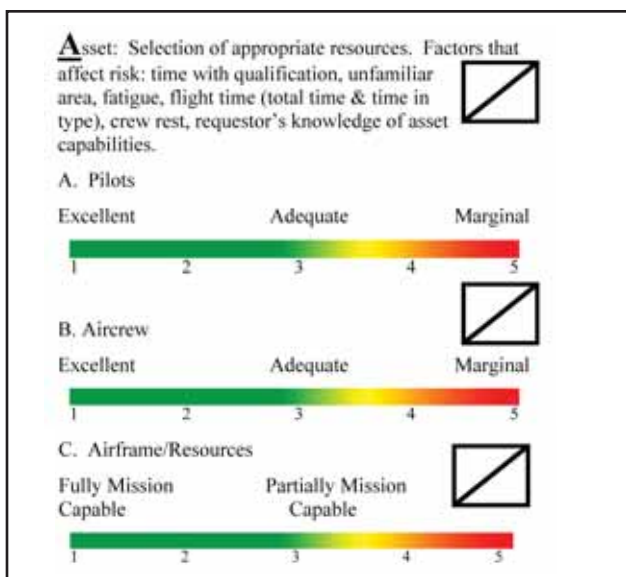 Asset: Selection of appropriate resources. Factors that
affect risk: time with qualification, unfamiliar
area, fatigue, flight time (total time & time in
type), crew rest, requestor's knowledge of asset
capabilities.
A. Pilots
Excellent Adequate Marginal
1 2 3 4 5
B. Aircrew
Excellent Adequate Marginal
1 2 3 4 5
C. Airframe/Resources
Fully Mission Partially Mission
Capable Capable
1 2 3 4 5